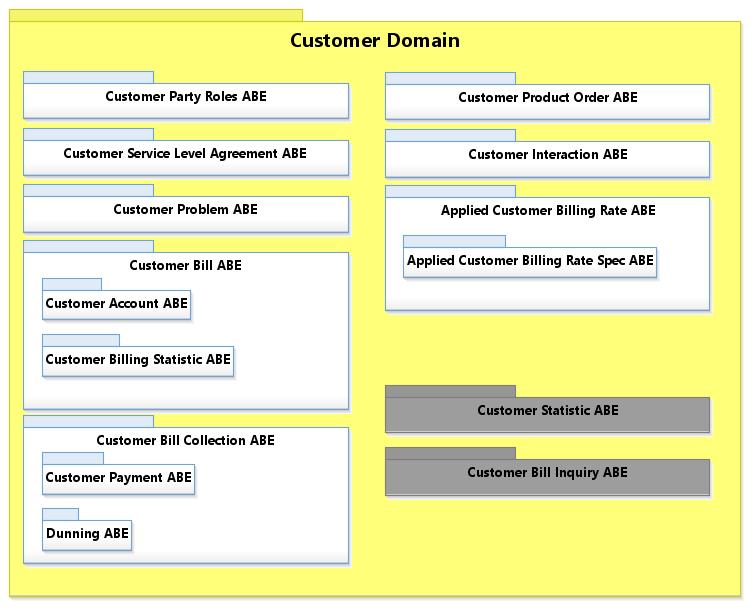 Customer Domain
Customer Party Roles ABE
Customer Service Level Agreement ABE
Customer Problem ABE
Customer Bill ABE
Customer Account ABE
Customer Billing Statistic ABE
Customer Bill Collection ABE
Customer Payment ABE
Dunning ABE
Customer Product Order ABE
Customer Interaction ABE
Applied Customer Billing Rate ABE
Applied Customer Billing Rate Spec ABE
Customer Statistic ABE
Customer Bill Inquiry ABE